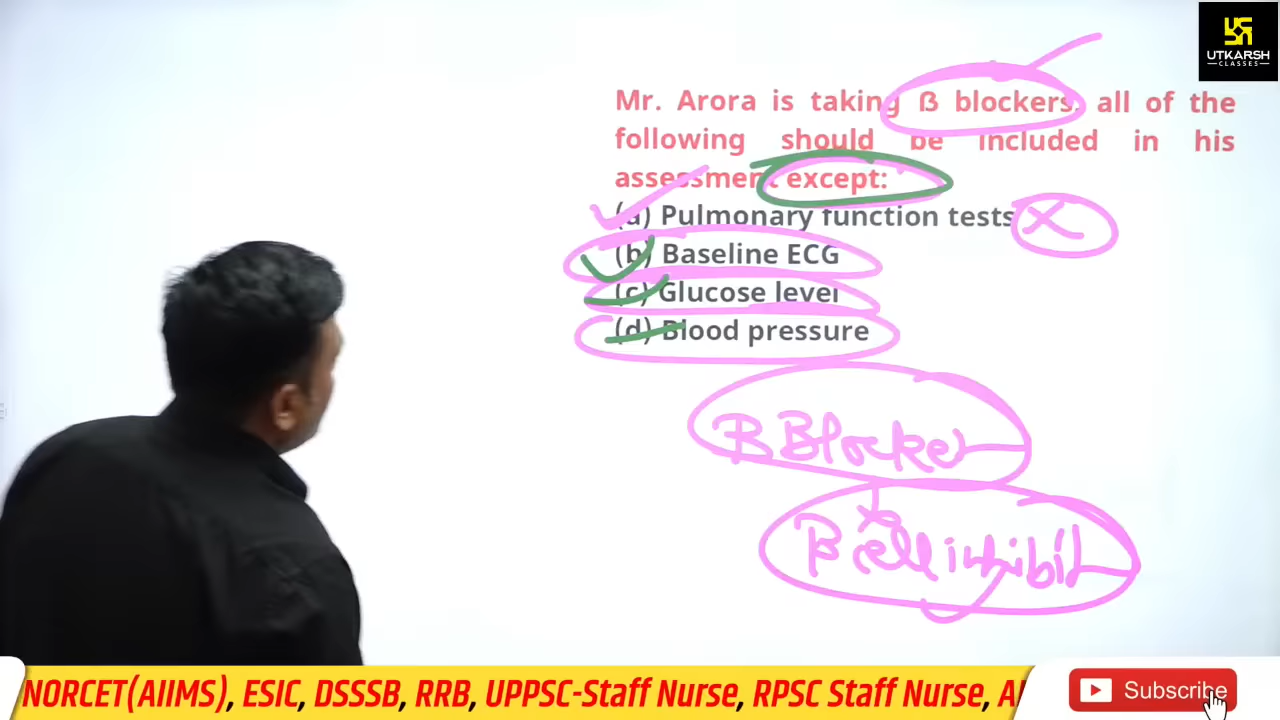 UTKARSH
CLASSES
Mr. Arora is taking ß blockers, all of the
following should be included in his
assessment except:
(a) Pulmonary function tests
(b) Baseline ECG
(c) Glucose level
(d) Blood pressure
B Blocker
B cell inhibit
NORCET(AIIMS), ESIC, DSSSB, RRB, UPPSC-Staff Nurse, RPSC Staff Nurse,
Subscribe